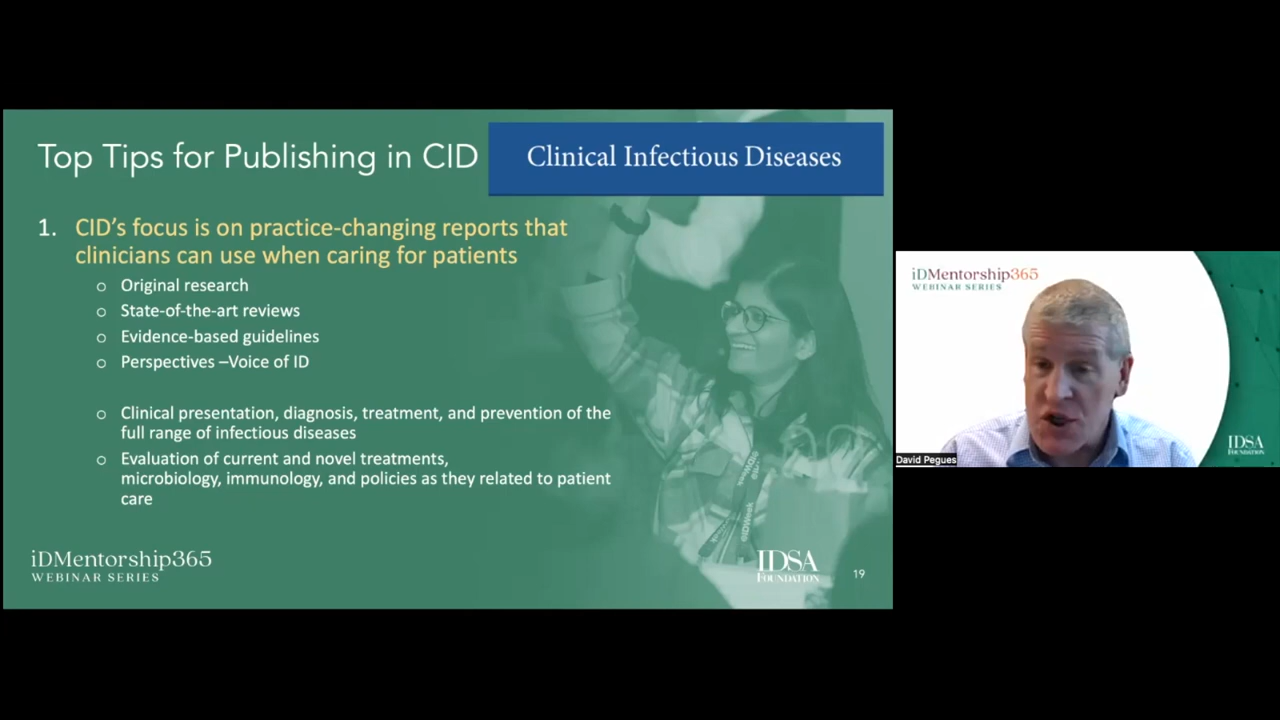 Top Tips for Publishing in CID
Clinical Infectious Diseases
1. CID's focus is on practice-changing reports that
clinicians can use when caring for patients
o Original research
o State-of-the-art reviews
o Evidence-based guidelines
o Perspectives –Voice of ID
o Clinical presentation, diagnosis, treatment, and prevention of the
full range of infectious diseases
o Evaluation of current and novel treatments,
microbiology, immunology, and policies as they related to patient
care
iDMentorship365
WEBINAR SERIES
IDSA
FOUNDATION
19
iDMentorship365
WEBINAR SERIES
IDSA
FOUNDATION
David Pegues